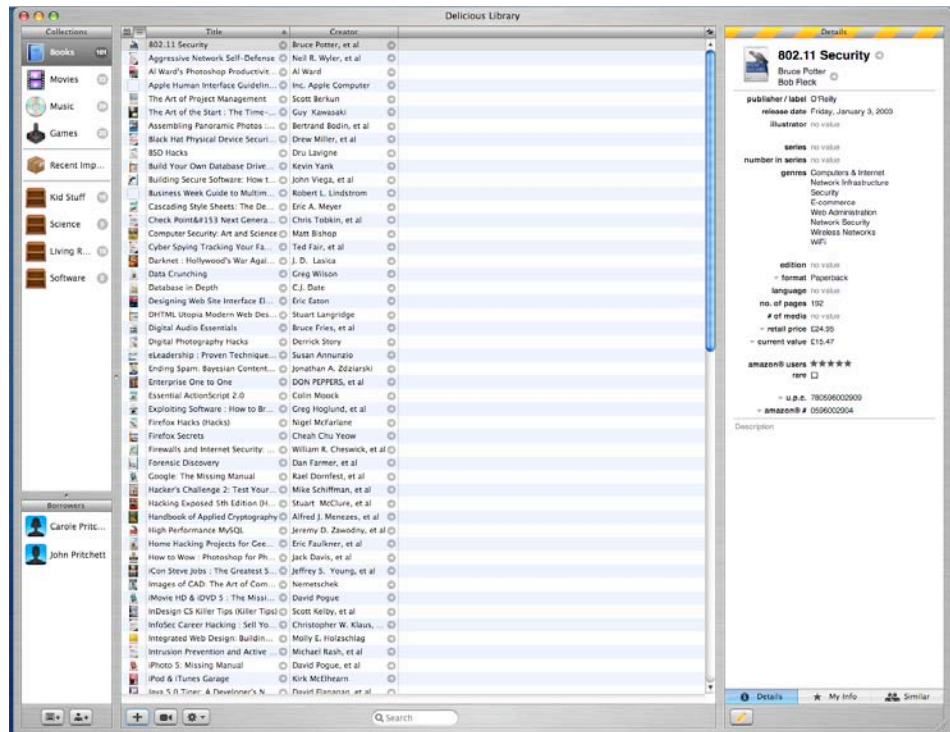 Delicious Library
Collections
Books 101
Movies
Music
Games
Recent Imp...
Kid Stuff
Science
Living R...
Software
Borrowers
Carole Pritc...
John Pritchett
Title Creator
802.11 Security Bruce Potter, et al
Aggressive Network Self-Defense Neil R. Wyler, et al
Al Ward's Photoshop Productivit... Al Ward
Apple Human Interface Guidelin... Inc. Apple Computer
The Art of Project Management Scott Berkun
The Art of the Start : The Time-... Guy Kawasaki
Assembling Panoramic Photos :... Bertrand Bodin, et al
Black Hat Physical Device Securi... Drew Miller, et al
BSD Hacks Dru Lavigne
Build Your Own Database Drive... Kevin Yank
Building Secure Software: How t... John Viega, et al
Business Week Guide to Multim... Robert L. Lindstrom
Cascading Style Sheets: The De... Eric A. Meyer
Check Point&#153 Next Genera... Chris Tobkin, et al
Computer Security: Art and Science Matt Bishop
Cyber Spying Tracking Your Fa... Ted Fair, et al
Darknet : Hollywood's War Agai... J. D. Lasica
Data Crunching Greg Wilson
Database in Depth C.J. Date
Designing Web Site Interface El... Eric Eaton
DHTML Utopia Modern Web Des... Stuart Langridge
Digital Audio Essentials Bruce Fries, et al
Digital Photography Hacks Derrick Story
eLeadership : Proven Technique... Susan Annunzio
Ending Spam: Bayesian Content... Jonathan A. Zdziarski
Enterprise One to One DON PEPPERS, et al
Essential ActionScript 2.0 Colin Moock
Exploiting Software : How to Br... Greg Hoglund, et al
Firefox Hacks (Hacks) Nigel McFarlane
Firefox Secrets Cheah Chu Yeow
Firewalls and Internet Security: ... William R. Cheswick, et al
Forensic Discovery Dan Farmer, et al
Google: The Missing Manual Rael Dornfest, et al
Hacker's Challenge 2: Test Your... Mike Schiffman, et al
Hacking Exposed 5th Edition (H... Stuart McClure, et al
Handbook of Applied Cryptography Alfred J. Menezes, et al
High Performance MySQL Jeremy D. Zawodny, et al
Home Hacking Projects for Gee... Eric Faulkner, et al
How to Wow : Photoshop for Ph... Jack Davis, et al
iCon Steve Jobs : The Greatest S... Jeffrey S. Young, et al
Images of CAD: The Art of Com... Nemetschek
iMovie HD & iDVD 5 : The Missi... David Pogue
InDesign CS Killer Tips (Killer Tips) Scott Kelby, et al
InfoSec Career Hacking : Sell Yo... Christopher W. Klaus, ...
Integrated Web Design: Buildin... Molly E. Holzschlag
Intrusion Prevention and Active ... Michael Rash, et al
iPhoto 5: Missing Manual David Pogue, et al
iPod & iTunes Garage Kirk McElhearn
Java 5.0 Tiger: A Developer's N... David Flanagan, et al
Search
Details
802.11 Security
Bruce Potter
Bob Fleck
publisher / label O'Reilly
release date Friday, January 3, 2003
illustrator no value
series no value
number in series no value
genres Computers & Internet
Network Infrastructure
Security
E-commerce
Web Administration
Network Security
Wireless Networks
WiFi
edition no value
format Paperback
language no value
no. of pages 192
# of media no value
retail price £24.95
current value £15.47
amazon® users ★★★★★
rare
u.p.c. 780596002909
amazon® # 0596002904
Description
Details My Info Similar